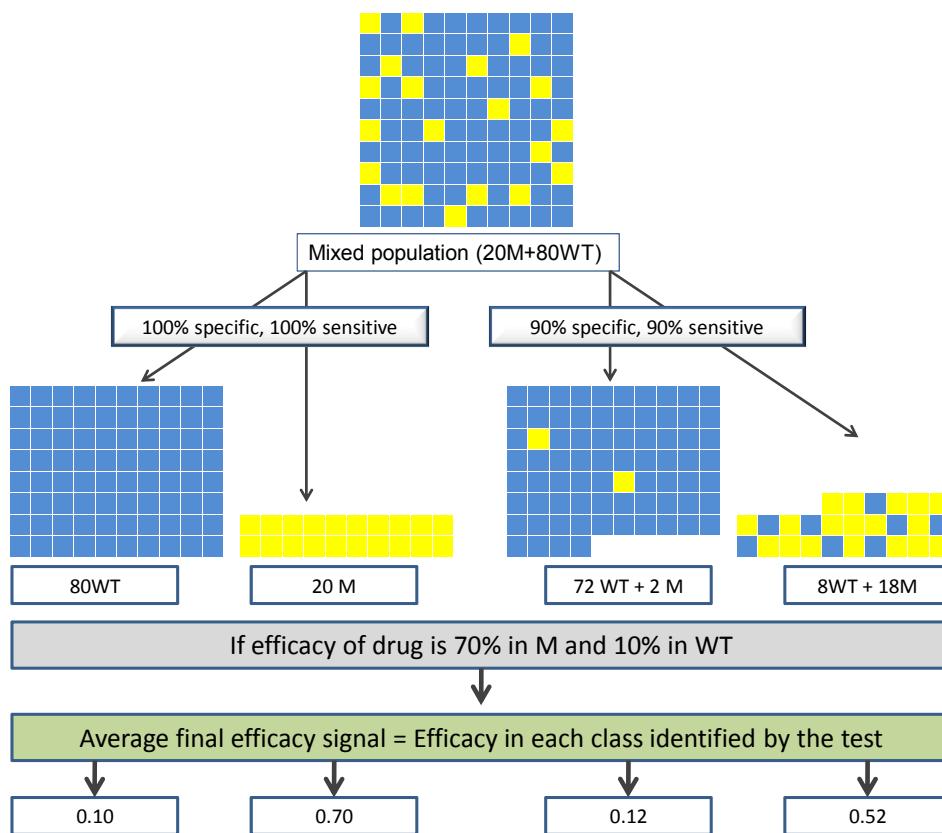 Mixed population (20M+80WT)
100% specific, 100% sensitive
90% specific, 90% sensitive
80WT
20 M
72 WT + 2 M
8WT + 18M
If efficacy of drug is 70% in M and 10% in WT
Average final efficacy signal = Efficacy in each class identified by the test
0.10
0.70
0.12
0.52